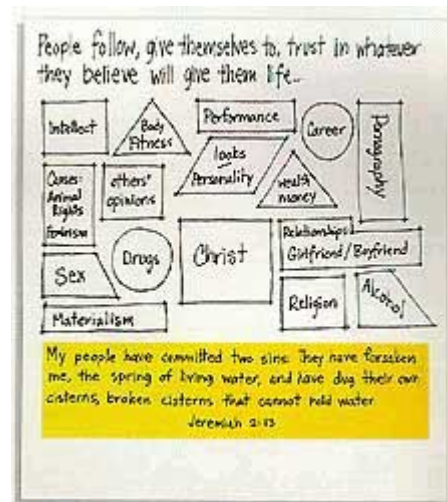 People follow, give themselves to, trust in whatever
they believe will give them life...
Intellect
Body
Fitness
Performance
Career
Pornography
looks
Personality
Wealth
money
Causes:
Animal
Rights
Feminism
others'
opinions
Drugs
Christ
Relationships
Girlfriend/Boyfriend
Sex
Religion
Alcohol
Materialism
My people have committed two sins: They have forsaken
me, the spring of living water, and have dug their own
cisterns, broken cisterns that cannot hold water.
Jeremiah 2:13